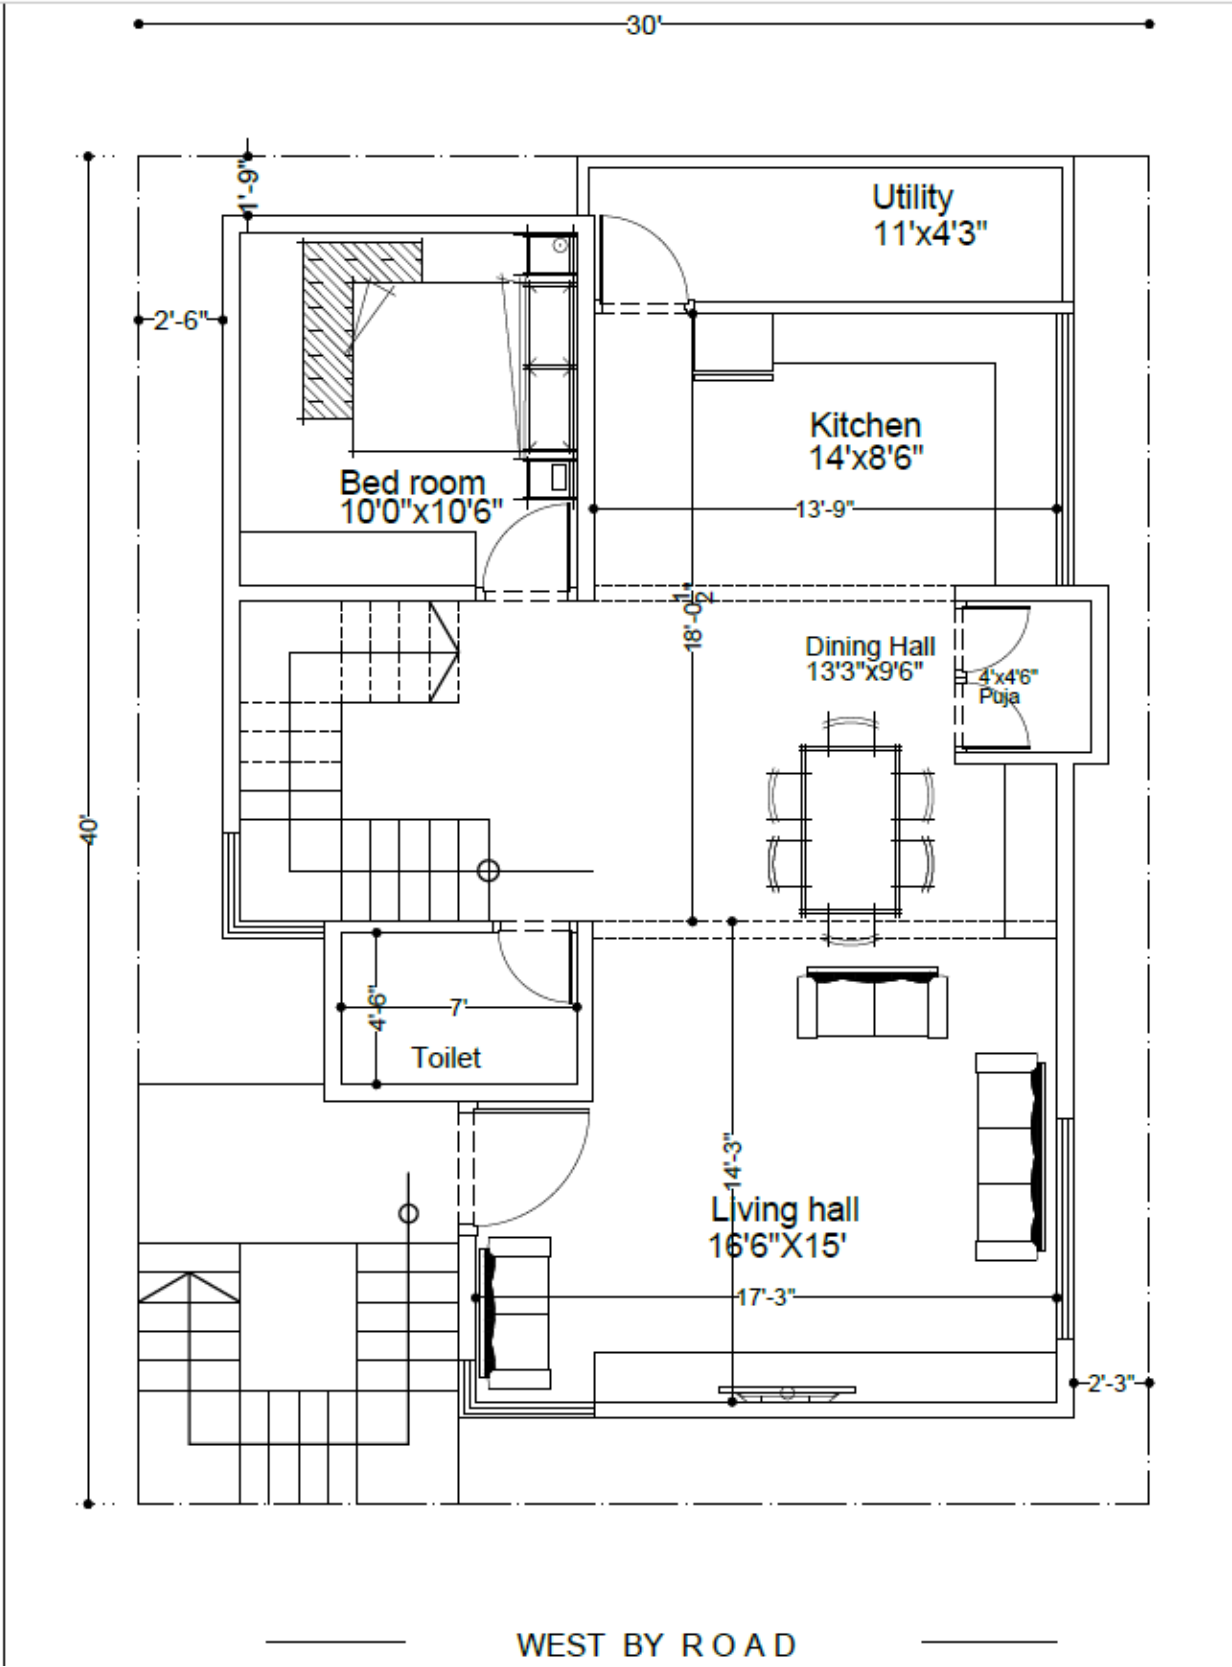 30'
1'-9"
Utility
11'x4'3"
2'-6"
Kitchen
14'x8'6"
Bed room
10'0"x10'6"
13'-9"
18'-0 1/2"
Dining Hall
13'3"x9'6"
4'x4'6"
Puja
40'
4'-6"
7'
Toilet
14'-3"
Living hall
16'6"X15'
17'-3"
2'-3"
WEST BY ROAD